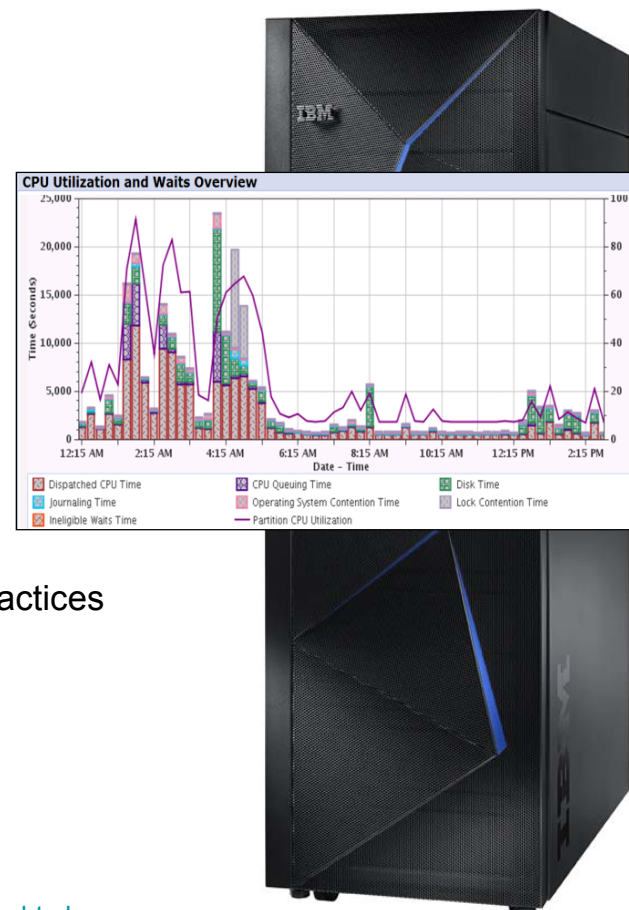 IBM
CPU Utilization and Waits Overview
25,000
20,000
15,000
10,000
5,000
0
Time (Seconds)
100
80
60
40
20
0
12:15 AM 2:15 AM 4:15 AM 6:15 AM 8:15 AM 10:15 AM 12:15 PM 2:15 PM
Date - Time
Dispatched CPU Time CPU Queuing Time Disk Time
Journaling Time Operating System Contention Time Lock Contention Time
Ineligible Waits Time Partition CPU Utilization
actices
IBM